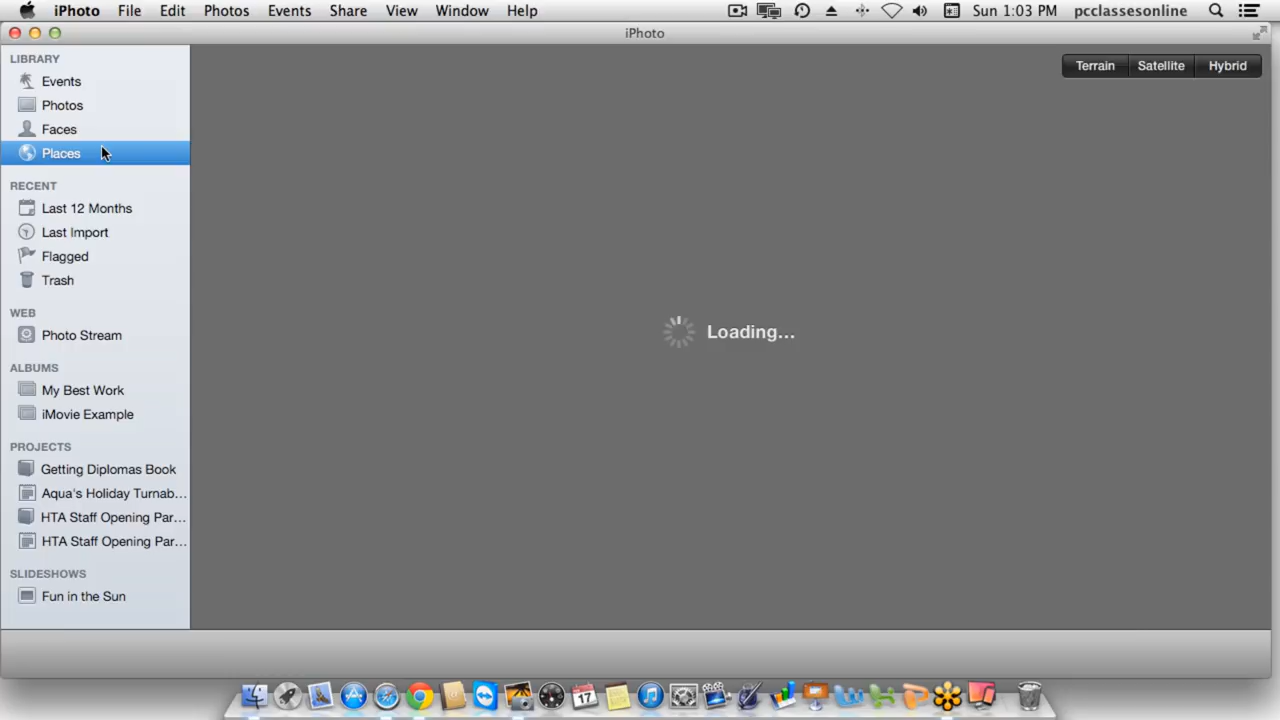 iPhoto File Edit Photos Events Share View Window Help Sun 1:03 PM pcclassesonline
iPhoto
LIBRARY
Events
Photos
Faces
Places
RECENT
Last 12 Months
Last Import
Flagged
Trash
WEB
Photo Stream
ALBUMS
My Best Work
iMovie Example
PROJECTS
Getting Diplomas Book
Aqua's Holiday Turnab...
HTA Staff Opening Par...
HTA Staff Opening Par...
SLIDESHOWS
Fun in the Sun
Terrain Satellite Hybrid
Loading...
17